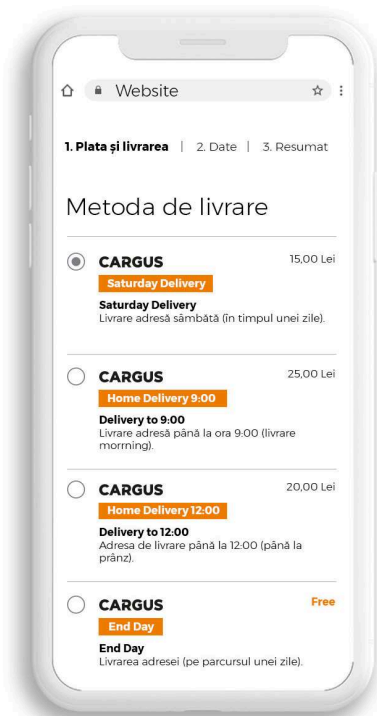 Website
1. Plata și livrarea | 2. Date | 3. Resumat
Metoda de livrare
CARGUS 15,00 Lei
Saturday Delivery
Saturday Delivery
Livrare adresă sâmbătă (în timpul unei zile).
CARGUS 25,00 Lei
Home Delivery 9:00
Delivery to 9:00
Livrare adresă până la ora 9:00 (livrare
morrning).
CARGUS 20,00 Lei
Home Delivery 12:00
Delivery to 12:00
Adresa de livrare până la 12:00 (până la
prânz).
CARGUS Free
End Day
End Day
Livrarea adresei (pe parcursul unei zile).